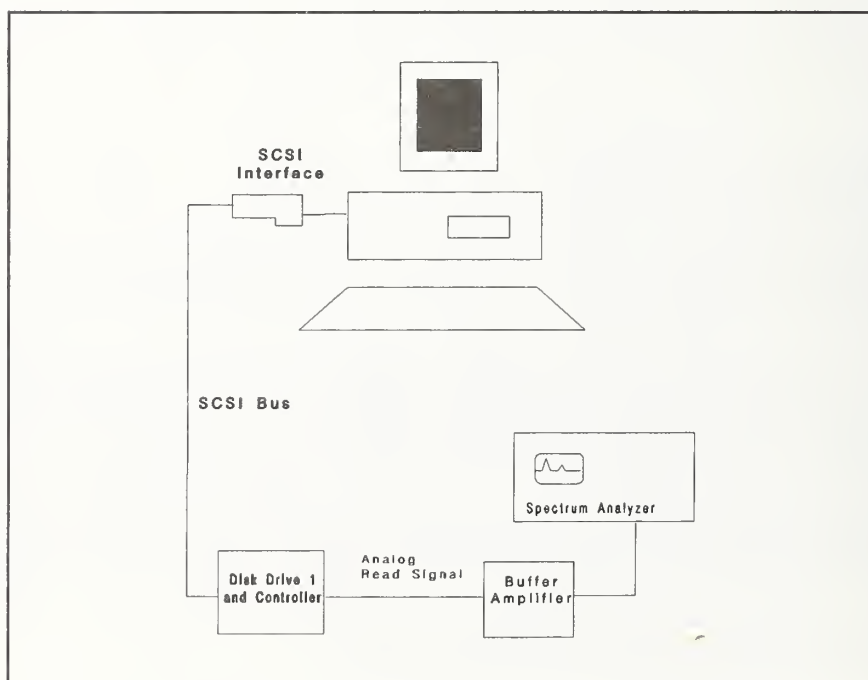 SCSI
Interface
SCSI Bus
Spectrum Analyzer
Analog
Read Signal
Disk Drive 1
and Controller
Buffer
Amplifier